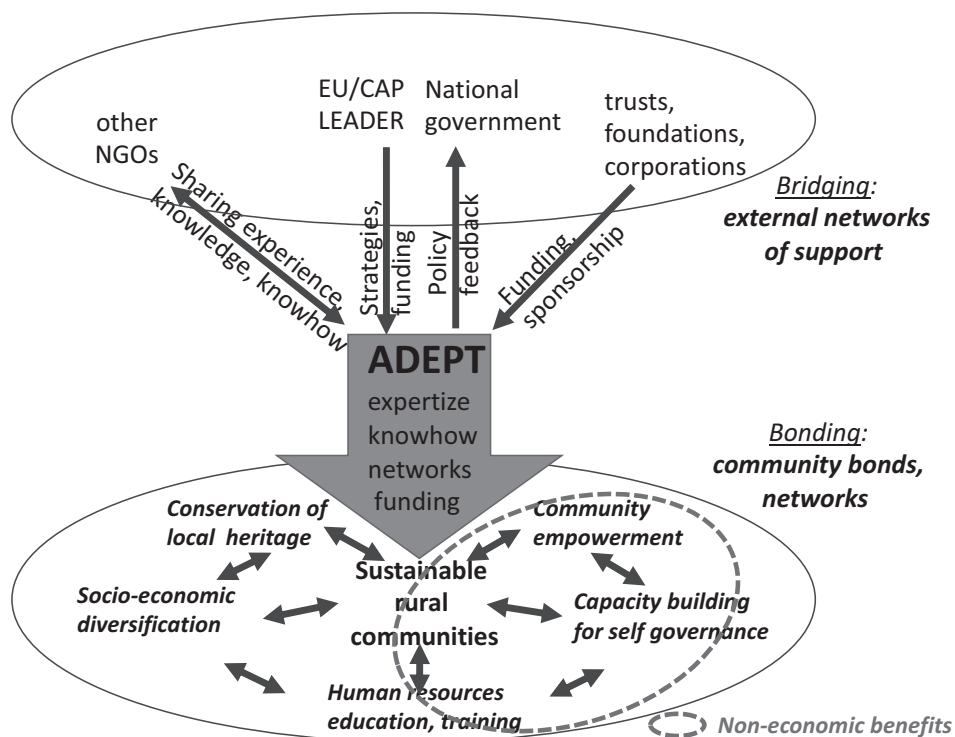 other
NGOs
EU/CAP
LEADER
National
government
trusts,
foundations,
corporations
Bridging:
external networks
of support
Sharing experience,
knowledge, knowhow
Strategies,
funding
Policy
feedback
Funding,
sponsorship
ADEPT
expertize
knowhow
networks
funding
Bonding:
community bonds,
networks
Conservation of
local heritage
Community
empowerment
Socio-economic
diversification
Sustainable
rural
communities
Capacity building
for self governance
Human resources
education, training
Non-economic benefits